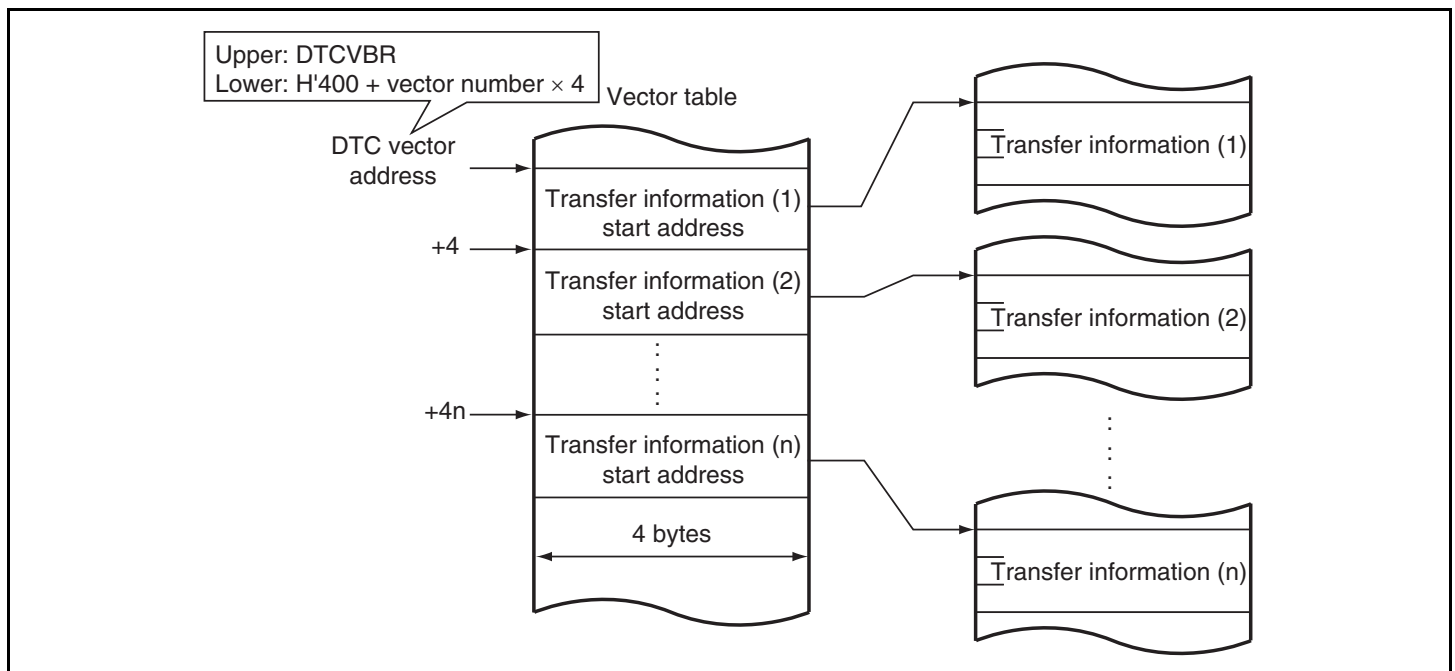 Upper: DTCVBR
Lower: H'400 + vector number × 4
Vector table
DTC vector
address
Transfer information (1)
start address
+4
Transfer information (2)
start address
+4n
Transfer information (n)
start address
4 bytes
Transfer information (1)
Transfer information (2)
Transfer information (n)